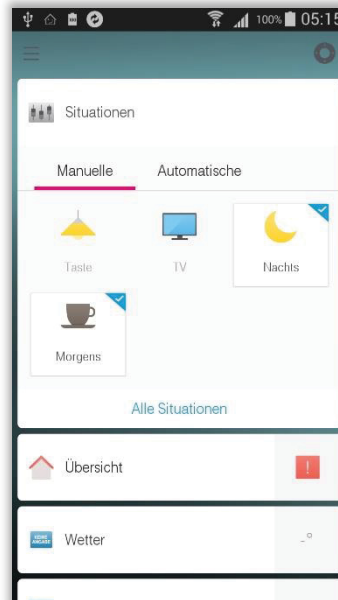 100% 05:15
Situationen
Manuelle Automatische
Taste TV Nachts
Morgens
Alle Situationen
Übersicht
!
Wetter -°